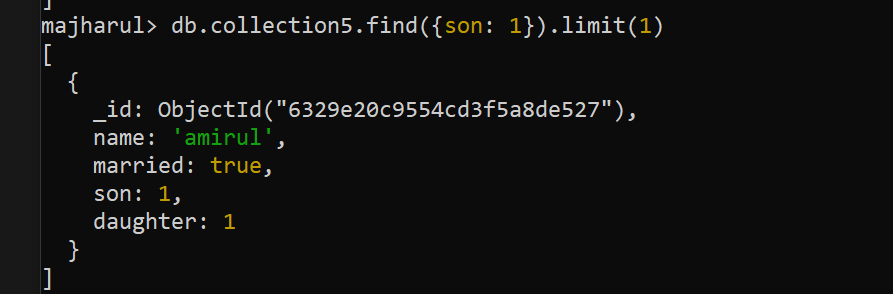 ]
majharul> db.collection5.find({son: 1}).limit(1)
[
  {
    _id: ObjectId("6329e20c9554cd3f5a8de527"),
    name: 'amirul',
    married: true,
    son: 1,
    daughter: 1
  }
]